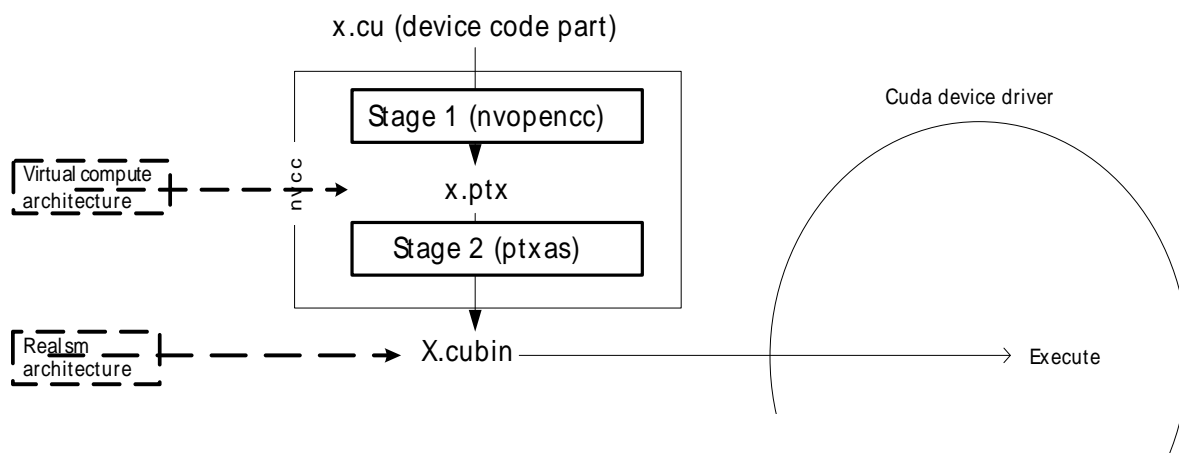 x.cu (device code part)
Cuda device driver
Stage 1 (nvopencc)
nvcc
Virtual compute
architecture
x.ptx
Stage 2 (ptxas)
Real sm
architecture
X.cubin
Execute